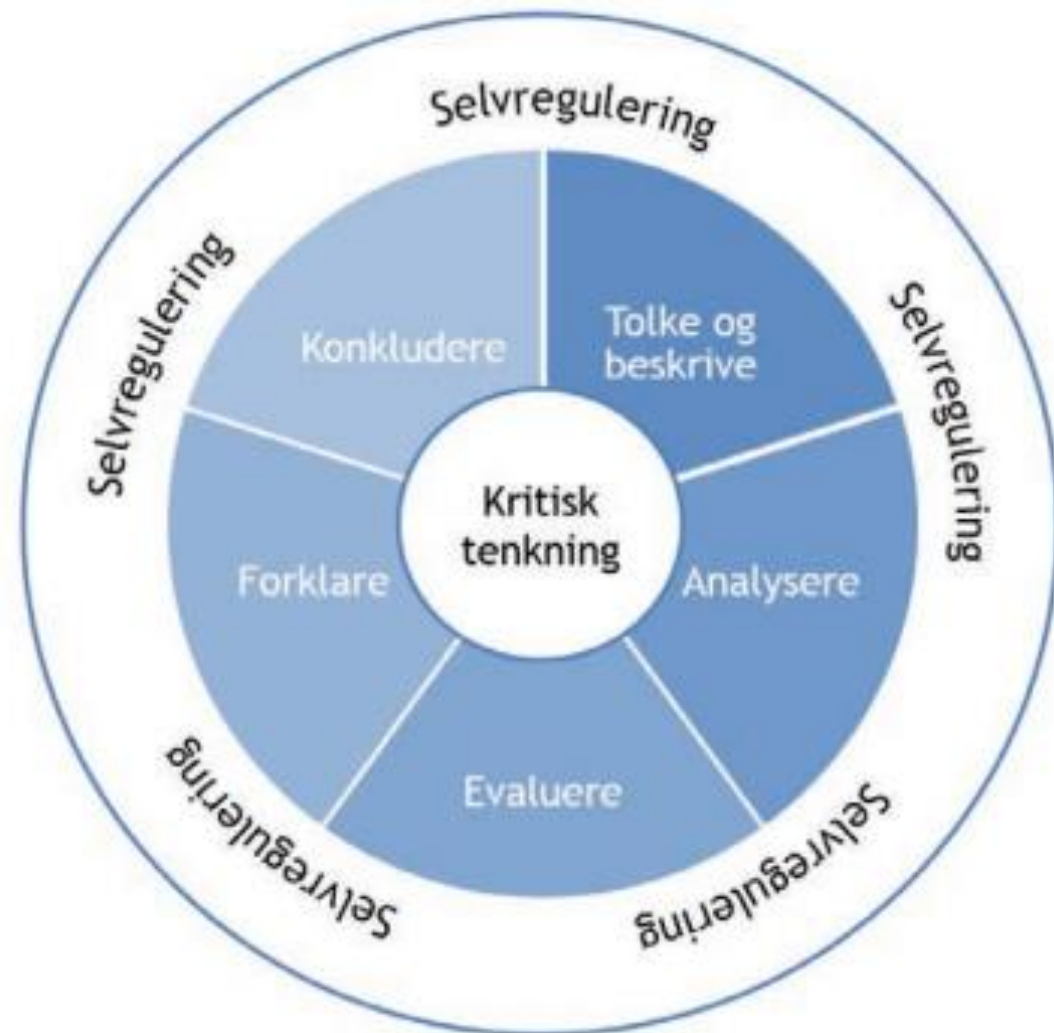 Selvregulering
Selvregulering
Selvregulering
Konkludere
Tolke og
beskrive
Kritisk
tenkning
Forklare
Analysere
Evaluere
Selvregulering
Selvregulering